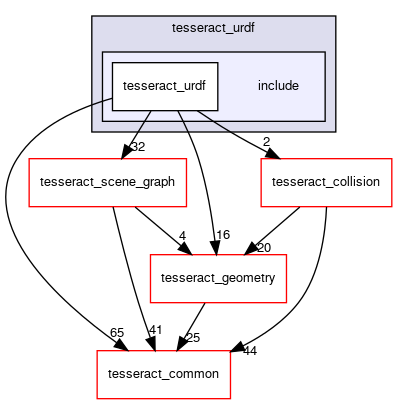 tesseract_urdf
tesseract_urdf
include
32
2
tesseract_scene_graph
tesseract_collision
4
16
20
tesseract_geometry
65
41
25
44
tesseract_common